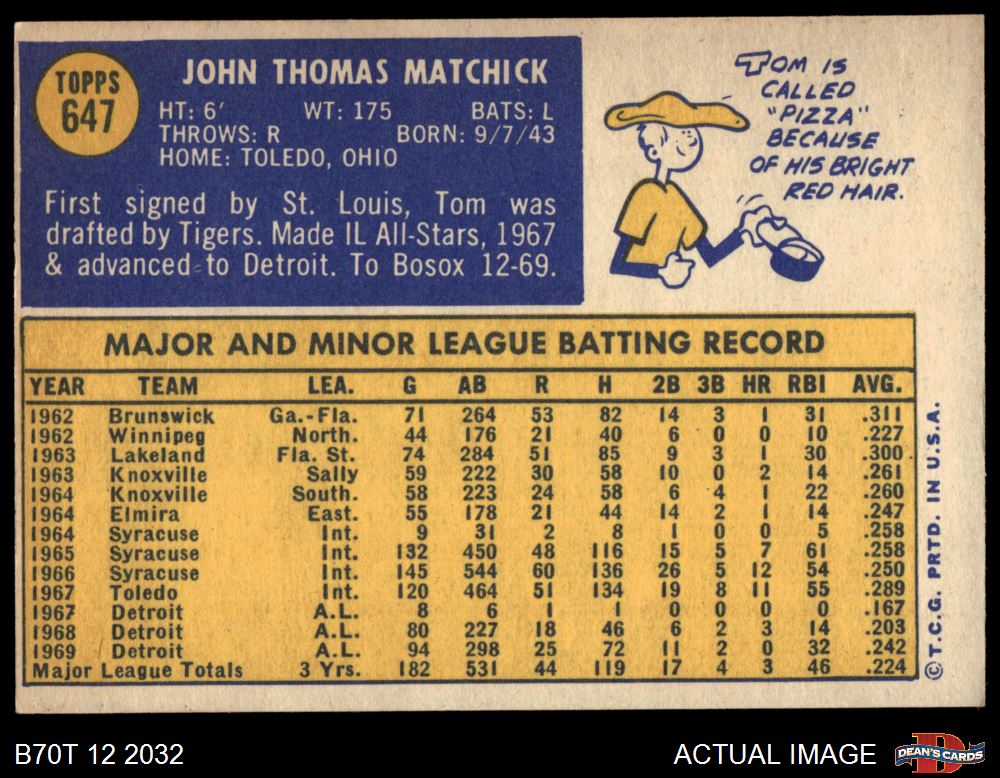 TOPPS
647
JOHN THOMAS MATCHICK
HT: 6' WT: 175 BATS: L
THROWS: R BORN: 9/7/43
HOME: TOLEDO, OHIO
First signed by St. Louis, Tom was
drafted by Tigers. Made IL All-Stars, 1967
& advanced to Detroit. To Bosox 12-69.
TOM IS
CALLED
"PIZZA"
BECAUSE
OF HIS BRIGHT
RED HAIR.
MAJOR AND MINOR LEAGUE BATTING RECORD
YEAR TEAM LEA. G AB R H 2B 3B HR RBI AVG.
1962 Brunswick Ga.-Fla. 71 264 53 82 14 3 1 31 .311
1962 Winnipeg North. 44 176 21 40 6 0 0 10 .227
1963 Lakeland Fla. St. 74 284 51 85 9 3 1 30 .300
1963 Knoxville Sally 59 222 30 58 10 0 2 14 .261
1964 Knoxville South. 58 223 24 58 6 4 1 22 .260
1964 Elmira East. 55 178 21 44 14 2 1 14 .247
1964 Syracuse Int. 9 31 2 8 1 0 0 5 .258
1965 Syracuse Int. 132 450 48 116 15 5 7 61 .258
1966 Syracuse Int. 145 544 60 136 26 5 12 54 .250
1967 Toledo Int. 120 464 51 134 19 8 11 55 .289
1967 Detroit A.L. 8 6 1 1 0 0 0 0 .167
1968 Detroit A.L. 80 227 18 46 6 2 3 14 .203
1969 Detroit A.L. 94 298 25 72 11 2 0 32 .242
Major League Totals 3 Yrs. 182 531 44 119 17 4 3 46 .224
©T.C.G. PRTD. IN U.S.A.
B70T 12 2032
ACTUAL IMAGE
DEAN'S CARDS